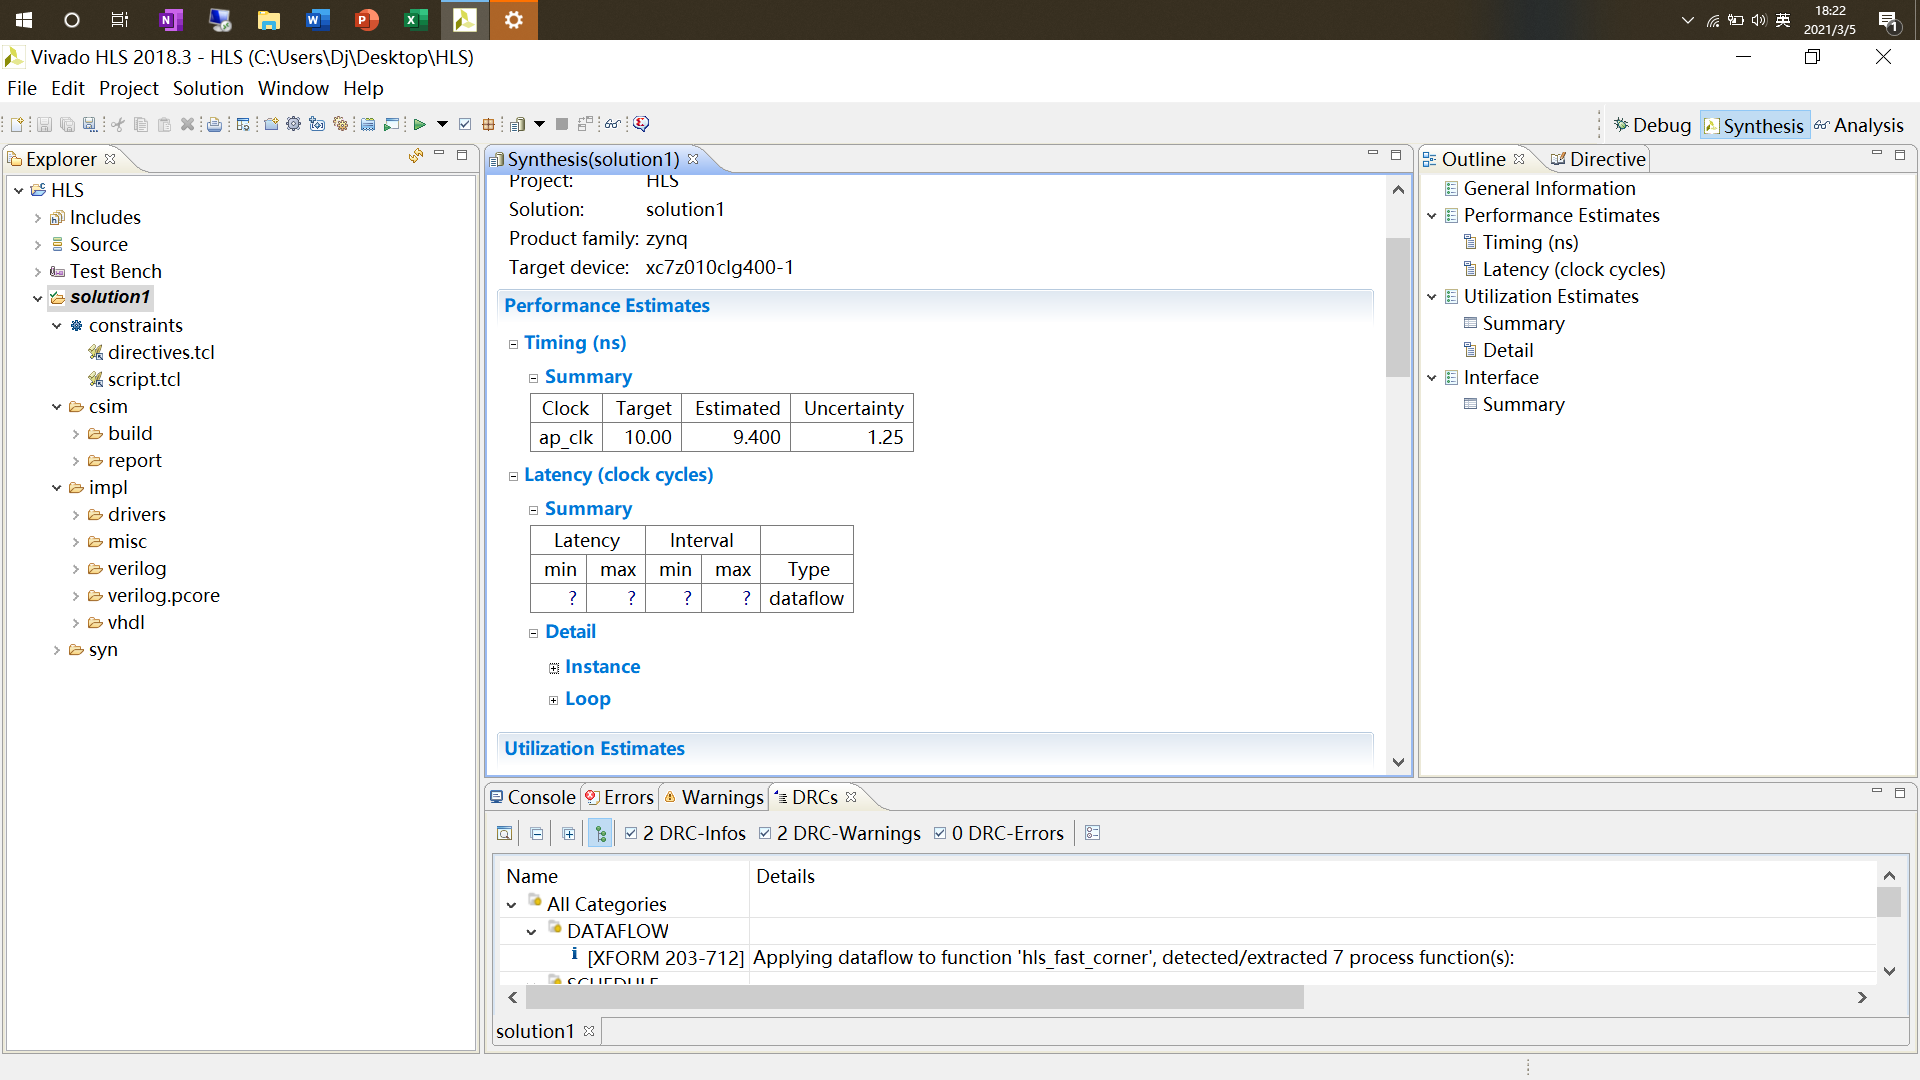 18:22
英
2021/3/5
1
Vivado HLS 2018.3 - HLS (C:\Users\Dj\Desktop\HLS)
File Edit Project Solution Window Help
Debug Synthesis Analysis
Explorer
HLS
Includes
Source
Test Bench
solution1
constraints
directives.tcl
script.tcl
csim
build
report
impl
drivers
misc
verilog
verilog.pcore
vhdl
syn
Synthesis(solution1)
Project: HLS
Solution: solution1
Product family: zynq
Target device: xc7z010clg400-1
Performance Estimates
Timing (ns)
Summary
Clock Target Estimated Uncertainty
ap_clk 10.00 9.400 1.25
Latency (clock cycles)
Summary
Latency Interval
min max min max Type
? ? ? ? dataflow
Detail
Instance
Loop
Utilization Estimates
Outline Directive
General Information
Performance Estimates
Timing (ns)
Latency (clock cycles)
Utilization Estimates
Summary
Detail
Interface
Summary
Console Errors Warnings DRCs
2 DRC-Infos 2 DRC-Warnings 0 DRC-Errors
Name Details
All Categories
DATAFLOW
[XFORM 203-712] Applying dataflow to function 'hls_fast_corner', detected/extracted 7 process function(s):
SCHEDULE
solution1